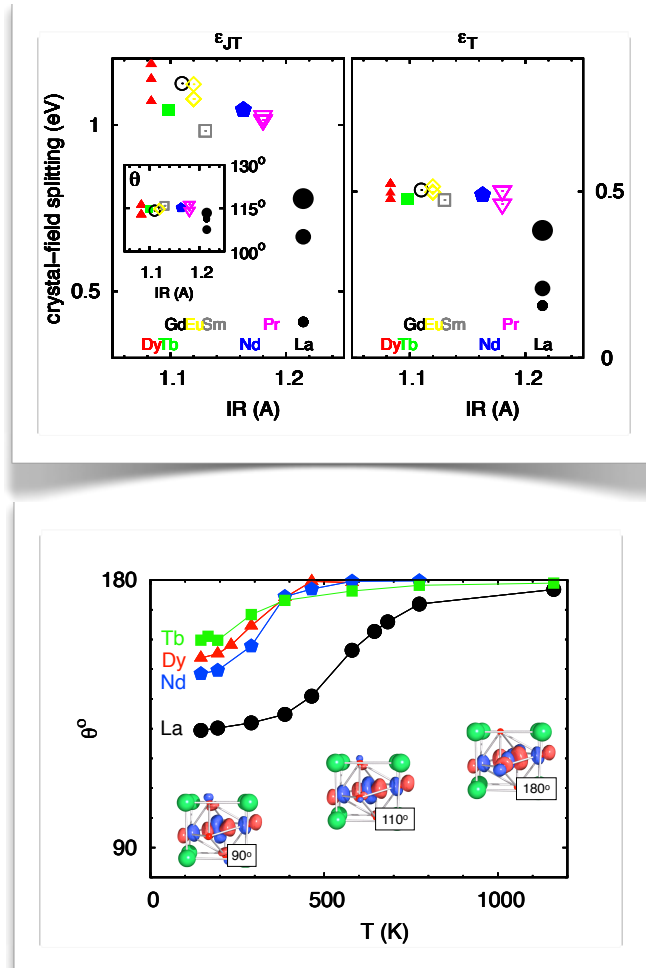 εJT
εT
crystal-field splitting (eV)
1
0.5
θ
130°
115°
100°
1.1
1.2
IR (A)
Gd
Eu
Sm
Pr
Dy
Tb
Nd
La
1.1
1.2
IR (A)
0.5
0
Gd
Eu
Sm
Pr
Dy
Tb
Nd
La
1.1
1.2
IR (A)
180
Tb
Dy
Nd
La
θ°
180°
110°
90°
90
0
500
1000
T (K)